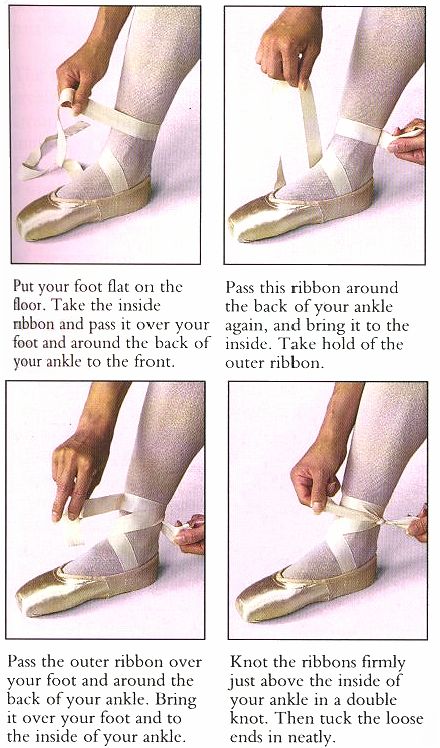 Put your foot flat on the
floor. Take the inside
ribbon and pass it over your
foot and around the back of
your ankle to the front.
Pass this ribbon around
the back of your ankle
again, and bring it to the
inside. Take hold of the
outer ribbon.
Pass the outer ribbon over
your foot and around the
back of your ankle. Bring
it over your foot and to
the inside of your ankle.
Knot the ribbons firmly
just above the inside of
your ankle in a double
knot. Then tuck the loose
ends in neatly.